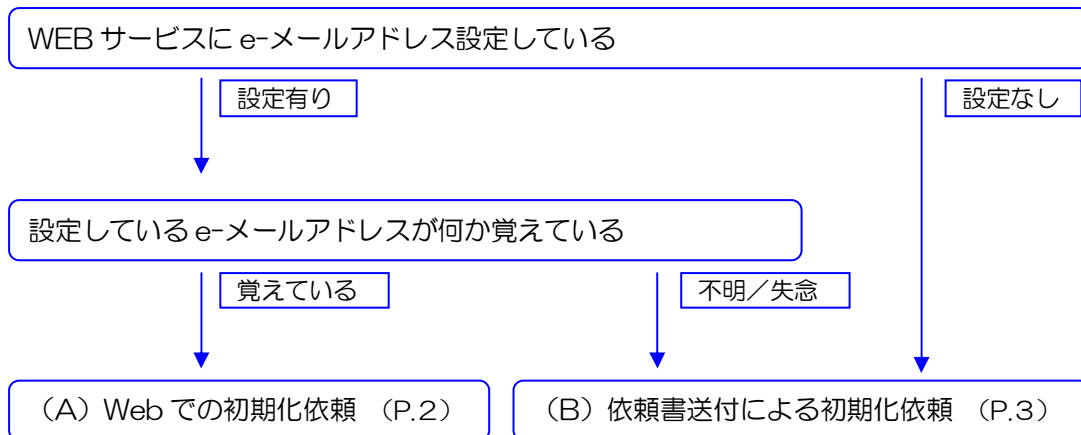 WEB サービスに e-メールアドレス設定している
設定有り
設定なし
設定している e-メールアドレスが何か覚えている
覚えている
不明／失念
（A）Web での初期化依頼 （P.2）
（B）依頼書送付による初期化依頼 （P.3）